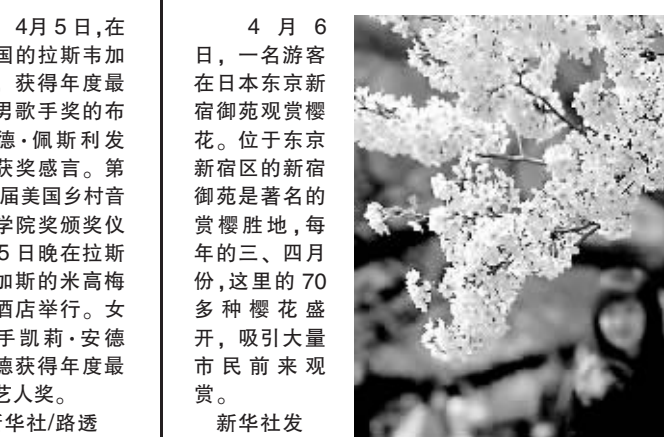 4月5日,在
国的拉斯韦加
获得年度最
男歌手奖的布
德·佩斯利发
获奖感言。第
届美国乡村音
学院奖颁奖仪
5日晚在拉斯
加斯的米高梅
酒店举行。女
手凯莉·安德
德获得年度最
艺人奖。
华社/路透
4月6
日，一名游客
在日本东京新
宿御苑观赏樱
花。位于东京
新宿区的新宿
御苑是著名的
赏樱胜地,每
年的三、四月
份,这里的70
多种樱花盛
开，吸引大量
市民前来观
赏。
新华社发